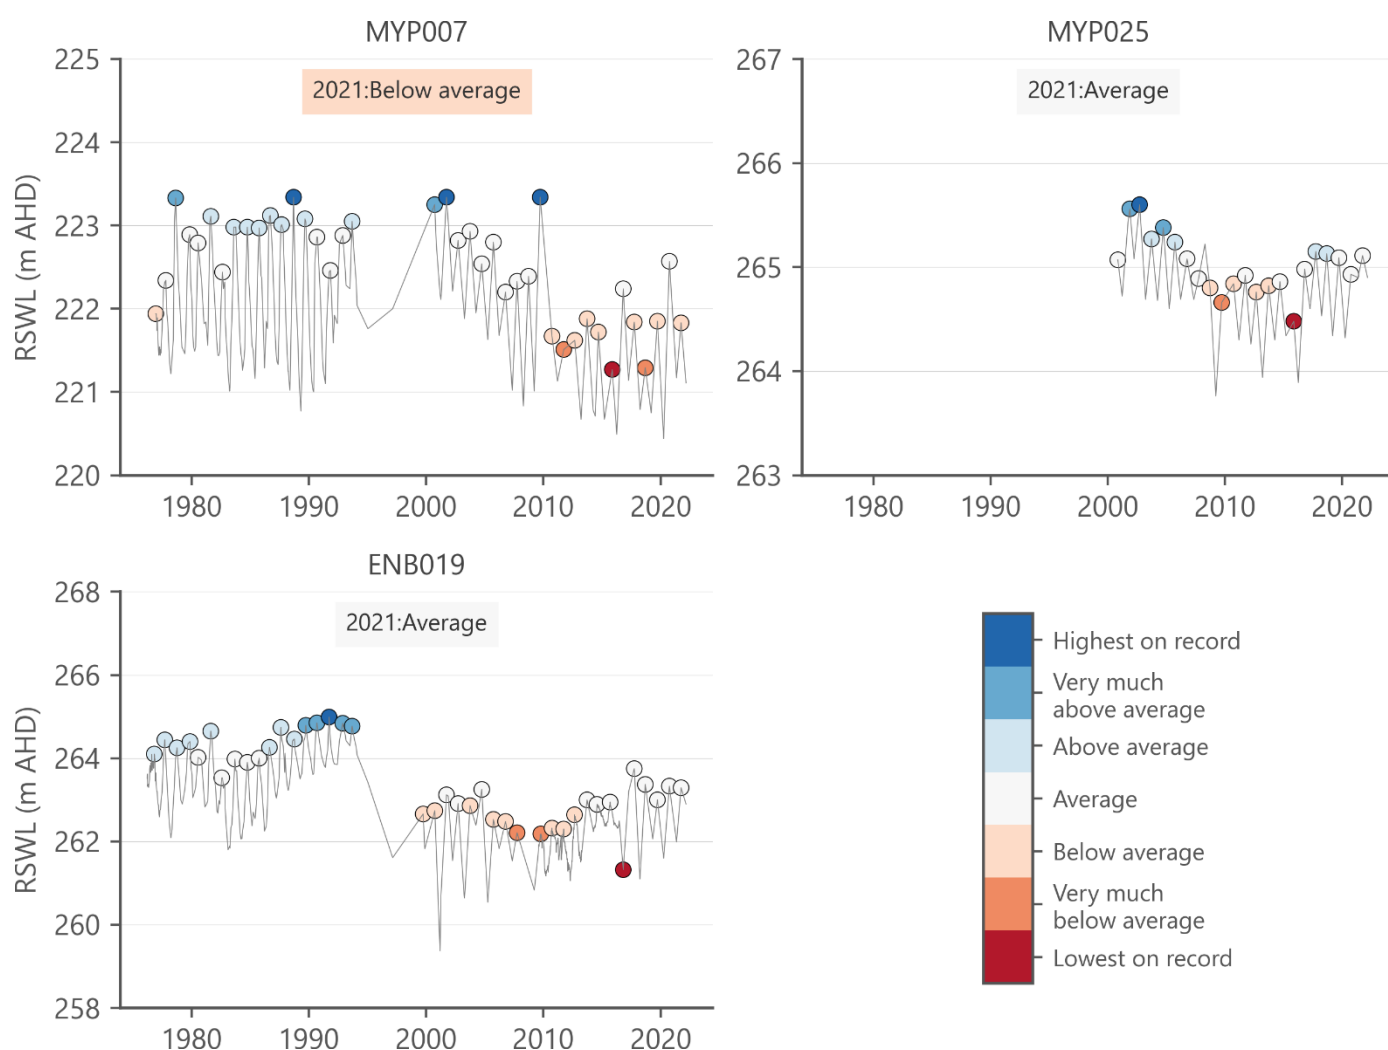 MYP007
225
2021:Below average
224
223
222
221
220
RSWL (m AHD)
1980
1990
2000
2010
2020
MYP025
267
2021:Average
266
265
264
263
1980
1990
2000
2010
2020
ENB019
268
2021:Average
266
264
262
260
258
RSWL (m AHD)
1980
1990
2000
2010
2020
Highest on record
Very much
above average
Above average
Average
Below average
Very much
below average
Lowest on record